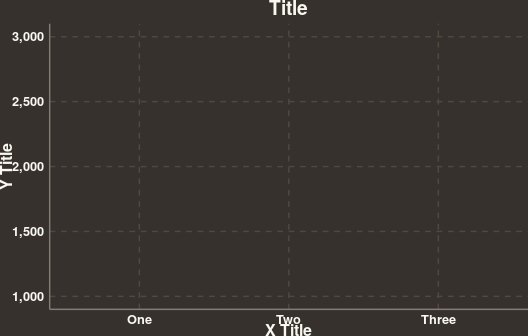 Title
3,000
2,500
2,000
1,500
1,000
Y Title
One Two Three
X Title